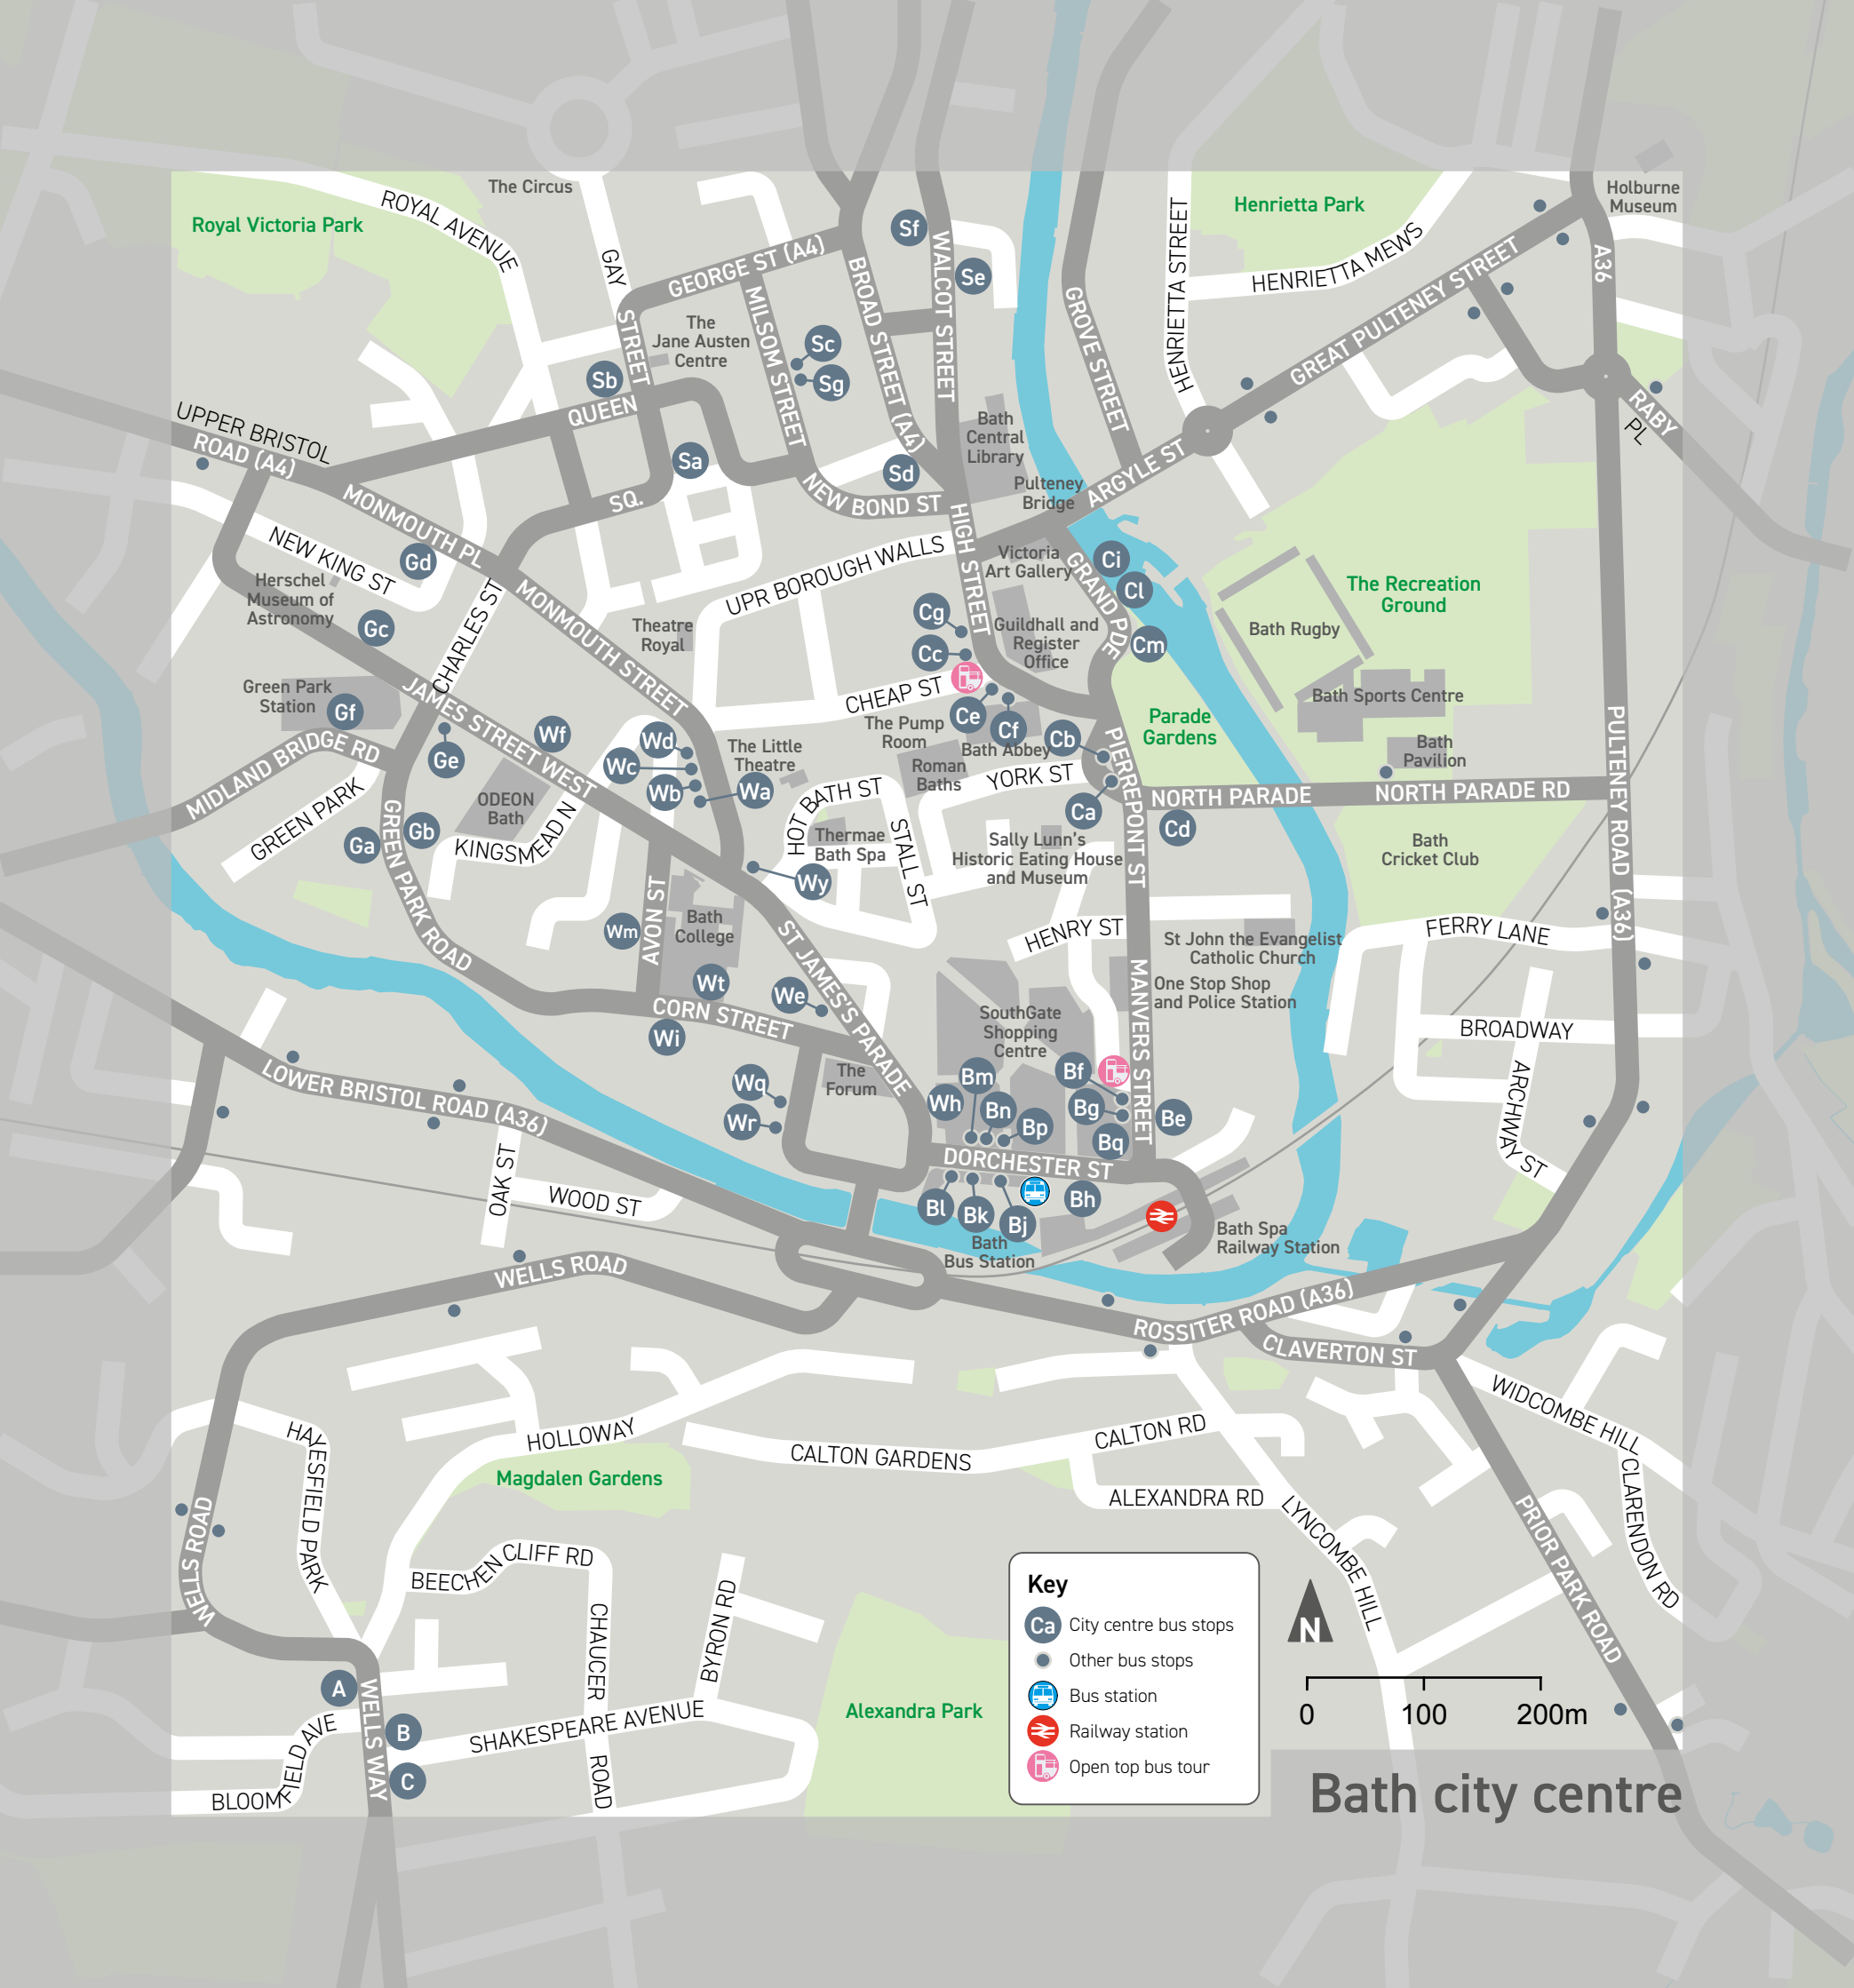 The Circus
Royal Victoria Park
ROYAL AVENUE
GAY
STREET
GEORGE ST (A4)
Sf
WALCOT STREET
Se
BROAD STREET (A4)
MILSOM STREET
The
Jane Austen
Centre
Sc
Sg
Sb
QUEEN
SQ.
Sa
Sd
NEW BOND ST
GROVE STREET
HENRIETTA STREET
Henrietta Park
HENRIETTA MEWS
GREAT PULTENEY STREET
Holburne
Museum
A36
RABY
PL
UPPER BRISTOL
ROAD (A4)
MONMOUTH PL
NEW KING ST
Gd
Herschel
Museum of
Astronomy
Gc
CHARLES ST
MONMOUTH STREET
Theatre
Royal
UPR BOROUGH WALLS
HIGH STREET
Bath
Central
Library
Pulteney
Bridge
ARGYLE ST
Victoria
Art Gallery
GRAND PDE
Ci
Cl
Cm
Cg
Cc
Guildhall and
Register
Office
The Recreation
Ground
Bath Rugby
Bath Sports Centre
Bath
Pavilion
Green Park
Station
Gf
JAMES STREET WEST
Wf
MIDLAND BRIDGE RD
Ge
GREEN PARK
Ga
Gb
GREEN PARK ROAD
ODEON
Bath
KINGSMEAD N
Wd
Wc
Wb
Wa
The Little
Theatre
CHEAP ST
The Pump
Room
Ce
Cf
Bath Abbey
Cb
Roman
Baths
YORK ST
Ca
Parade
Gardens
PIERREPONT ST
NORTH PARADE
NORTH PARADE RD
Cd
PULTENEY ROAD (A36)
Bath
Cricket Club
HOT BATH ST
Thermae
Bath Spa
STALL ST
Wy
Sally Lunn's
Historic Eating House
and Museum
Wm
AVON ST
Bath
College
Wt
ST JAMES'S PARADE
We
CORN STREET
Wi
HENRY ST
St John the Evangelist
Catholic Church
One Stop Shop
and Police Station
MANVERS STREET
FERRY LANE
BROADWAY
ARCHWAY ST
SouthGate
Shopping
Centre
The
Forum
Wq
Wr
Wh
Bm
Bn
Bp
Bf
Bg
Bq
Be
DORCHESTER ST
Bl
Bk
Bj
Bh
Bath
Bus Station
Bath Spa
Railway Station
LOWER BRISTOL ROAD (A36)
OAK ST
WOOD ST
WELLS ROAD
ROSSITER ROAD (A36)
CLAVERTON ST
WIDCOMBE HILL
CLARENDON RD
PRIOR PARK ROAD
HAYESFIELD PARK
HOLLOWAY
Magdalen Gardens
CALTON GARDENS
CALTON RD
ALEXANDRA RD
LYNCOMBE HILL
WELLS ROAD
BEECHEN CLIFF RD
CHAUCER
ROAD
BYRON RD
SHAKESPEARE AVENUE
Alexandra Park
A
B
C
WELLS WAY
BLOOMFIELD AVE
Key
Ca City centre bus stops
Other bus stops
Bus station
Railway station
Open top bus tour
N
0 100 200m
Bath city centre